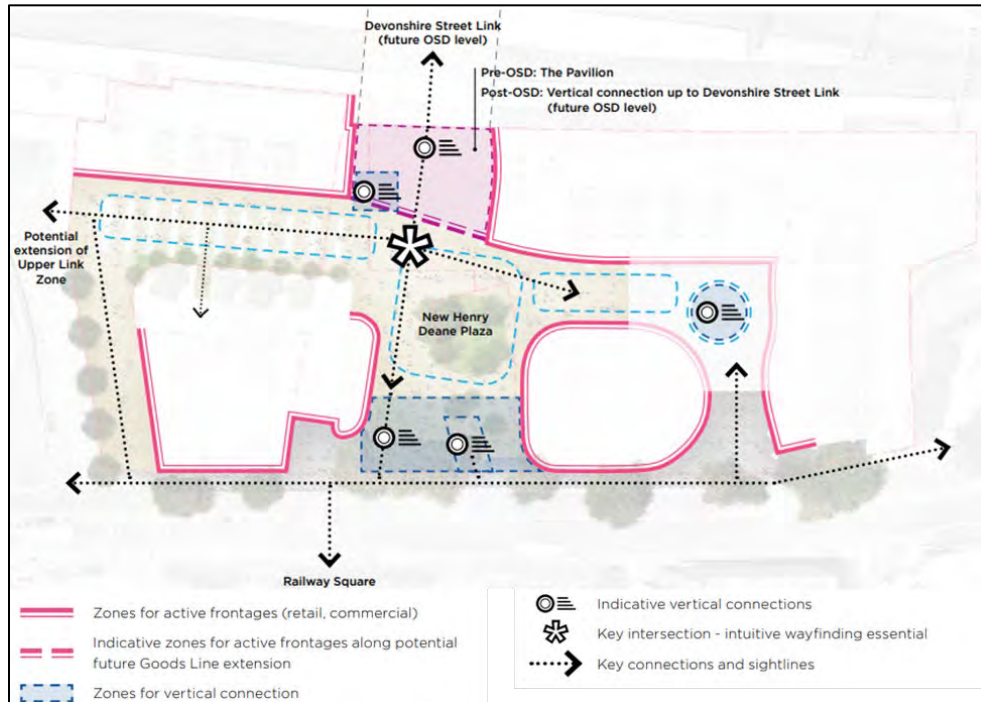 Devonshire Street Link
(future OSD level)
Pre-OSD: The Pavilion
Post-OSD: Vertical connection up to Devonshire Street Link
(future OSD level)
Potential
extension of
Upper Link
Zone
New Henry
Deane Plaza
Railway Square
Zones for active frontages (retail, commercial)
Indicative zones for active frontages along potential
future Goods Line extension
Zones for vertical connection
Indicative vertical connections
Key intersection - intuitive wayfinding essential
Key connections and sightlines